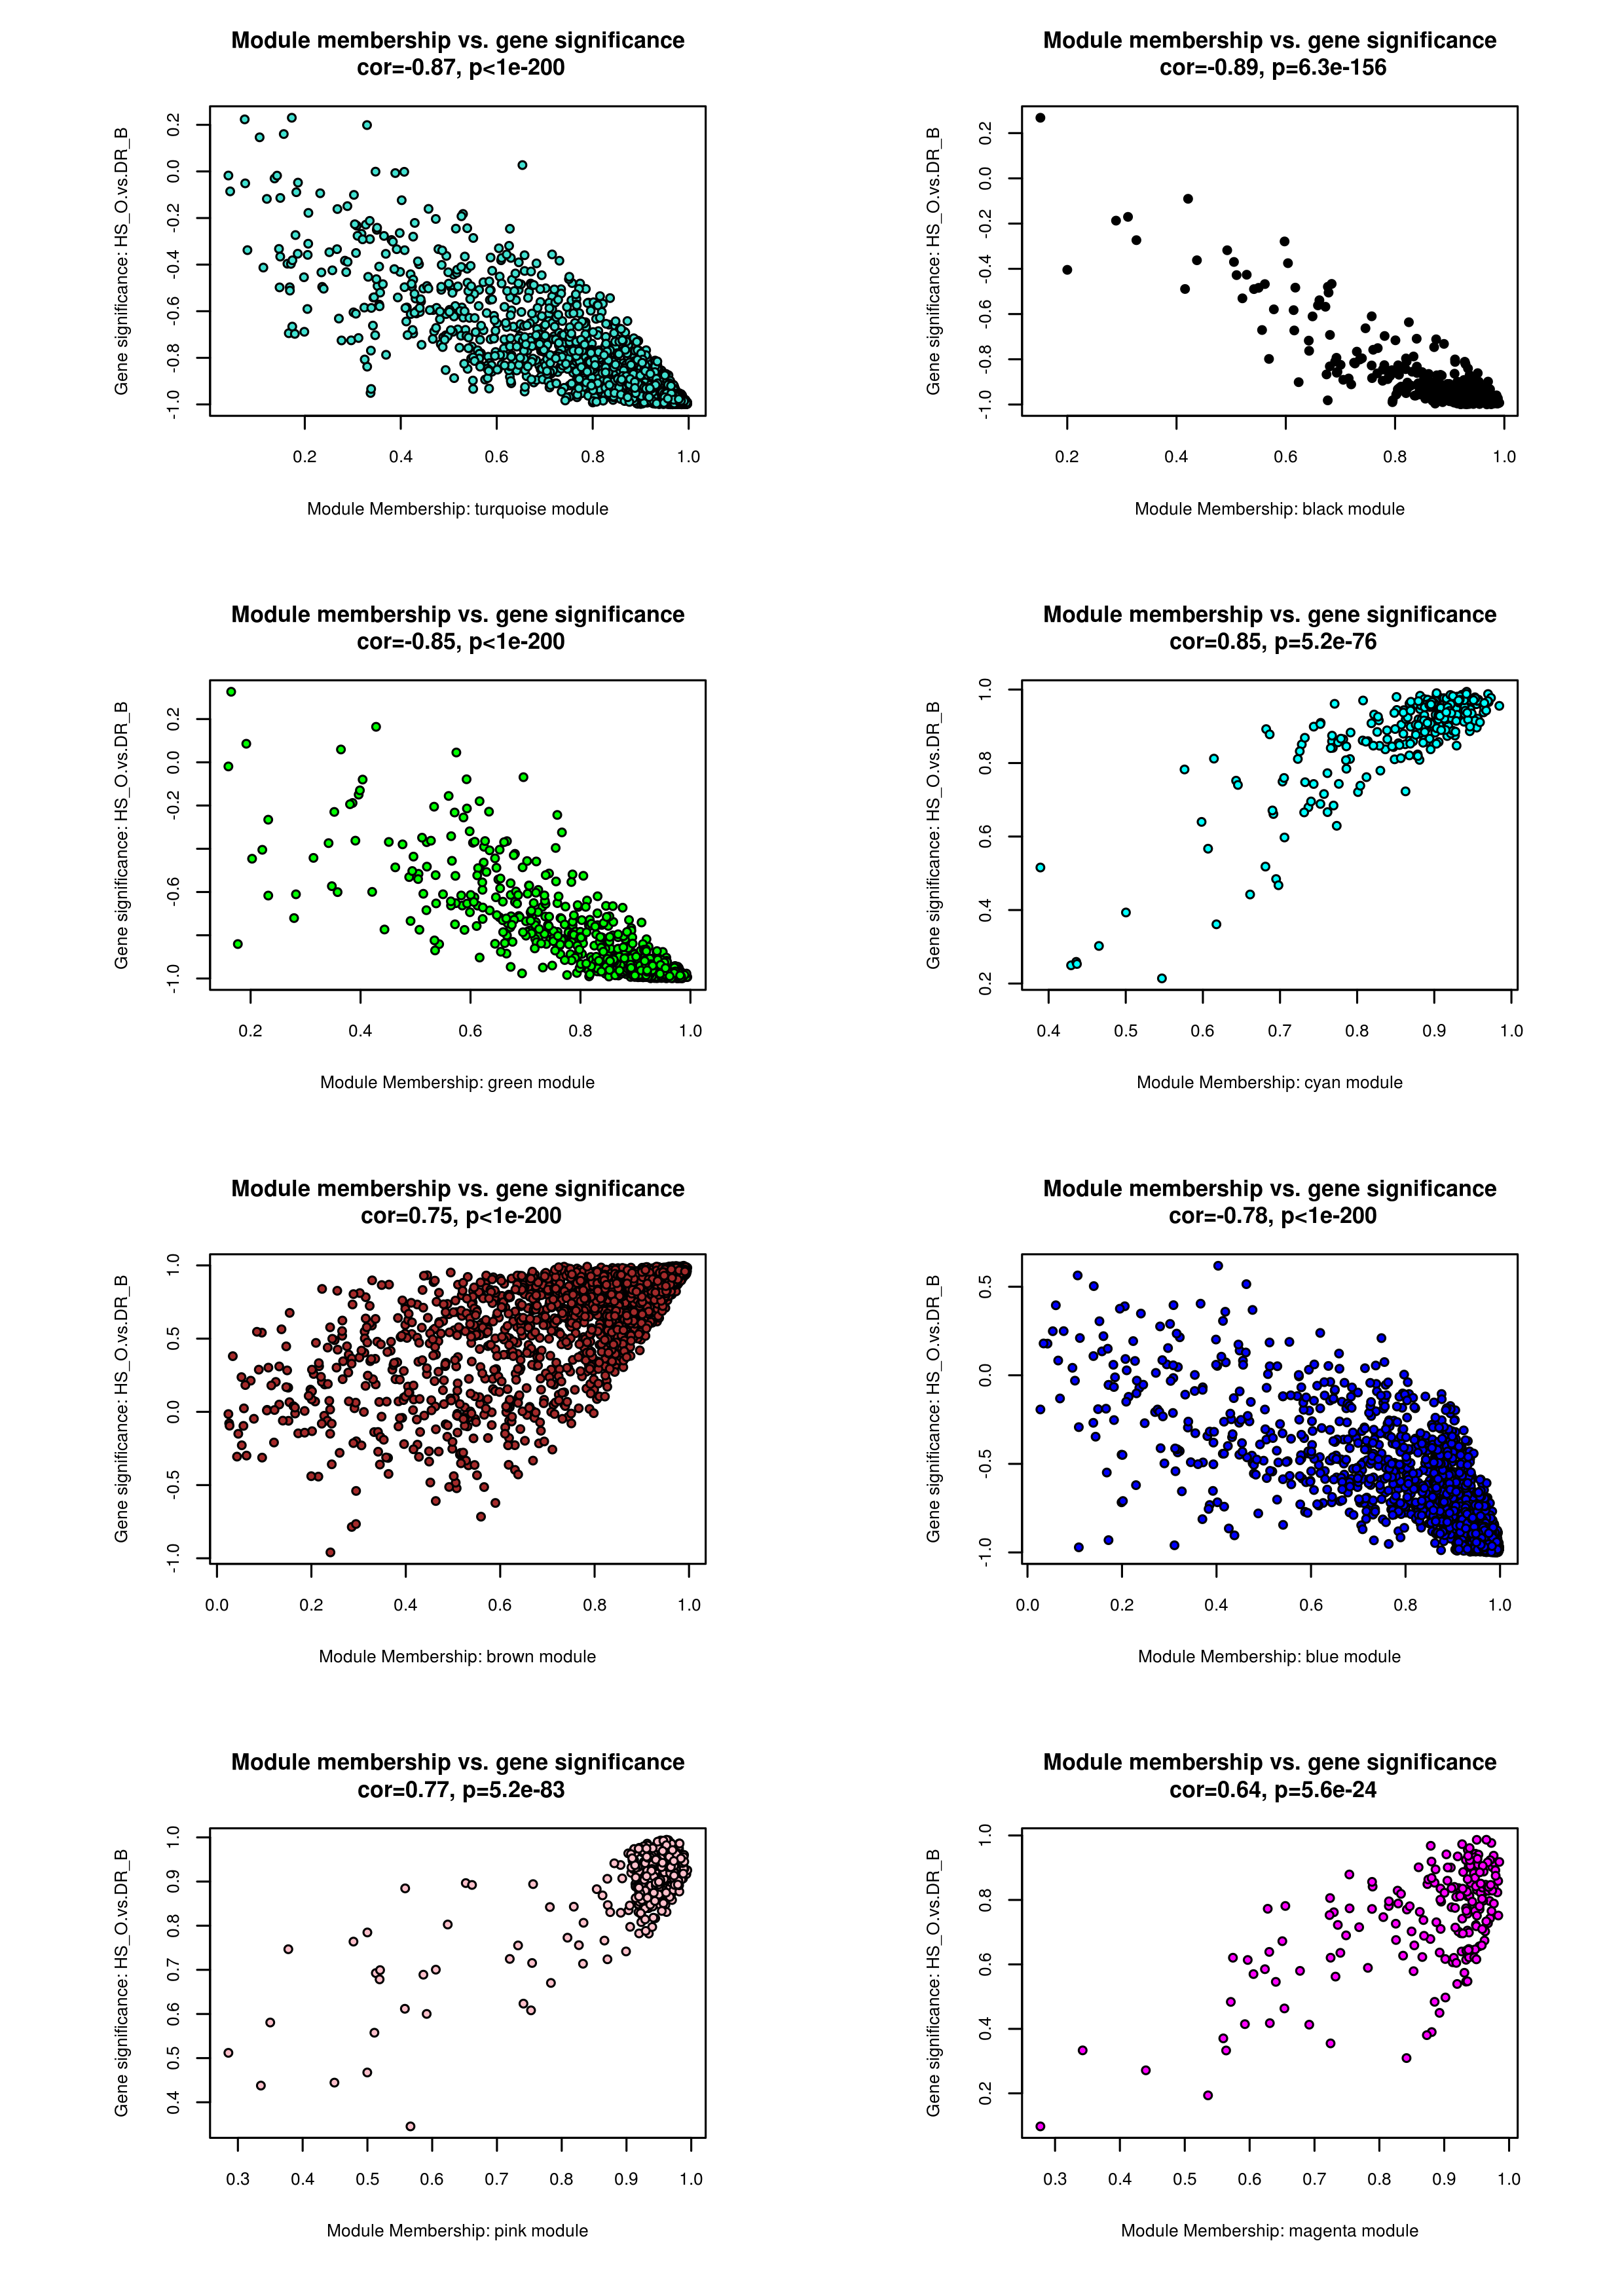 Module membership vs. gene significance
cor=-0.87, p<1e-200
Gene significance: HS_O.vs.DR_B
0.2
0.0
-0.2
-0.4
-0.6
-0.8
-1.0
0.2 0.4 0.6 0.8 1.0
Module Membership: turquoise module
Module membership vs. gene significance
cor=-0.89, p=6.3e-156
Gene significance: HS_O.vs.DR_B
0.2
0.0
-0.2
-0.4
-0.6
-0.8
-1.0
0.2 0.4 0.6 0.8 1.0
Module Membership: black module
Module membership vs. gene significance
cor=-0.85, p<1e-200
Gene significance: HS_O.vs.DR_B
0.2
0.0
-0.2
-0.6
-1.0
0.2 0.4 0.6 0.8 1.0
Module Membership: green module
Module membership vs. gene significance
cor=0.85, p=5.2e-76
Gene significance: HS_O.vs.DR_B
1.0
0.8
0.6
0.4
0.2
0.4 0.5 0.6 0.7 0.8 0.9 1.0
Module Membership: cyan module
Module membership vs. gene significance
cor=0.75, p<1e-200
Gene significance: HS_O.vs.DR_B
1.0
0.5
0.0
-0.5
-1.0
0.0 0.2 0.4 0.6 0.8 1.0
Module Membership: brown module
Module membership vs. gene significance
cor=-0.78, p<1e-200
Gene significance: HS_O.vs.DR_B
0.5
0.0
-0.5
-1.0
0.0 0.2 0.4 0.6 0.8 1.0
Module Membership: blue module
Module membership vs. gene significance
cor=0.77, p=5.2e-83
Gene significance: HS_O.vs.DR_B
1.0
0.9
0.8
0.7
0.6
0.5
0.4
0.3 0.4 0.5 0.6 0.7 0.8 0.9 1.0
Module Membership: pink module
Module membership vs. gene significance
cor=0.64, p=5.6e-24
Gene significance: HS_O.vs.DR_B
1.0
0.8
0.6
0.4
0.2
0.3 0.4 0.5 0.6 0.7 0.8 0.9 1.0
Module Membership: magenta module